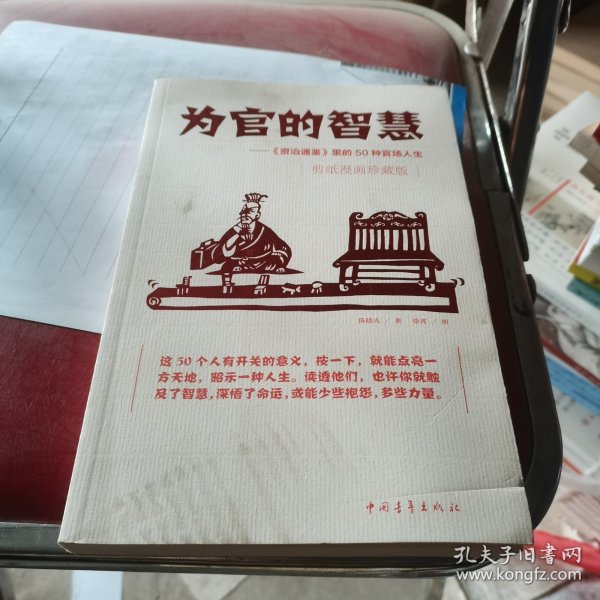 为官的智慧
——《资治通鉴》里的50种官场人生
剪纸漫画珍藏版
陈晓光 / 著 徐茜 / 图
这50个人有开关的意义，按一下，就能点亮一
方天地，昭示一种人生。读透他们，也许你就触
及了智慧，深悟了命运，或能少些抱怨，多些力量。
中国青年出版社
孔夫子旧书网
www.kongfz.com